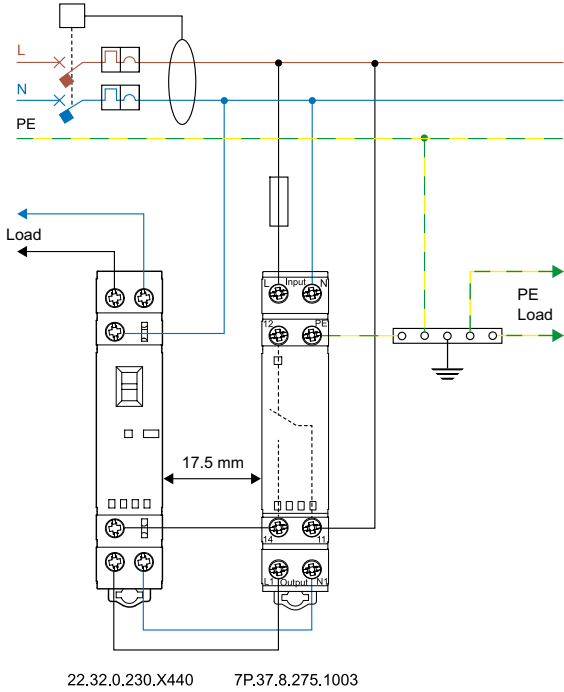 L
N
PE
Load
L Input N
12 PE
PE
Load
17.5 mm
14 11
L1 Output N1
22.32.0.230.X440 7P.37.8.275.1003